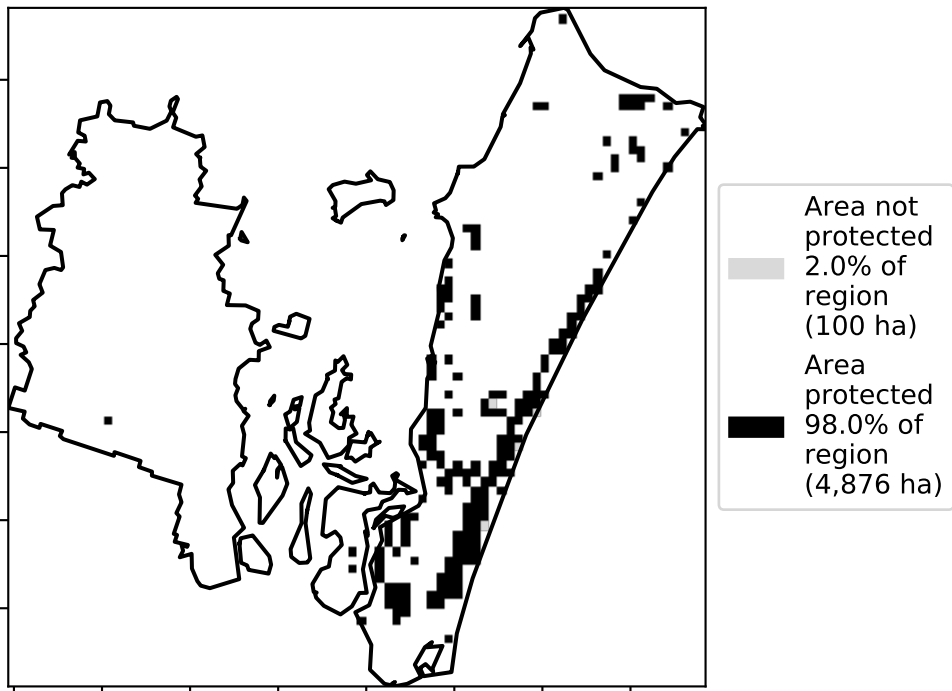 Area not
protected
2.0% of
region
(100 ha)
Area
protected
98.0% of
region
(4,876 ha)